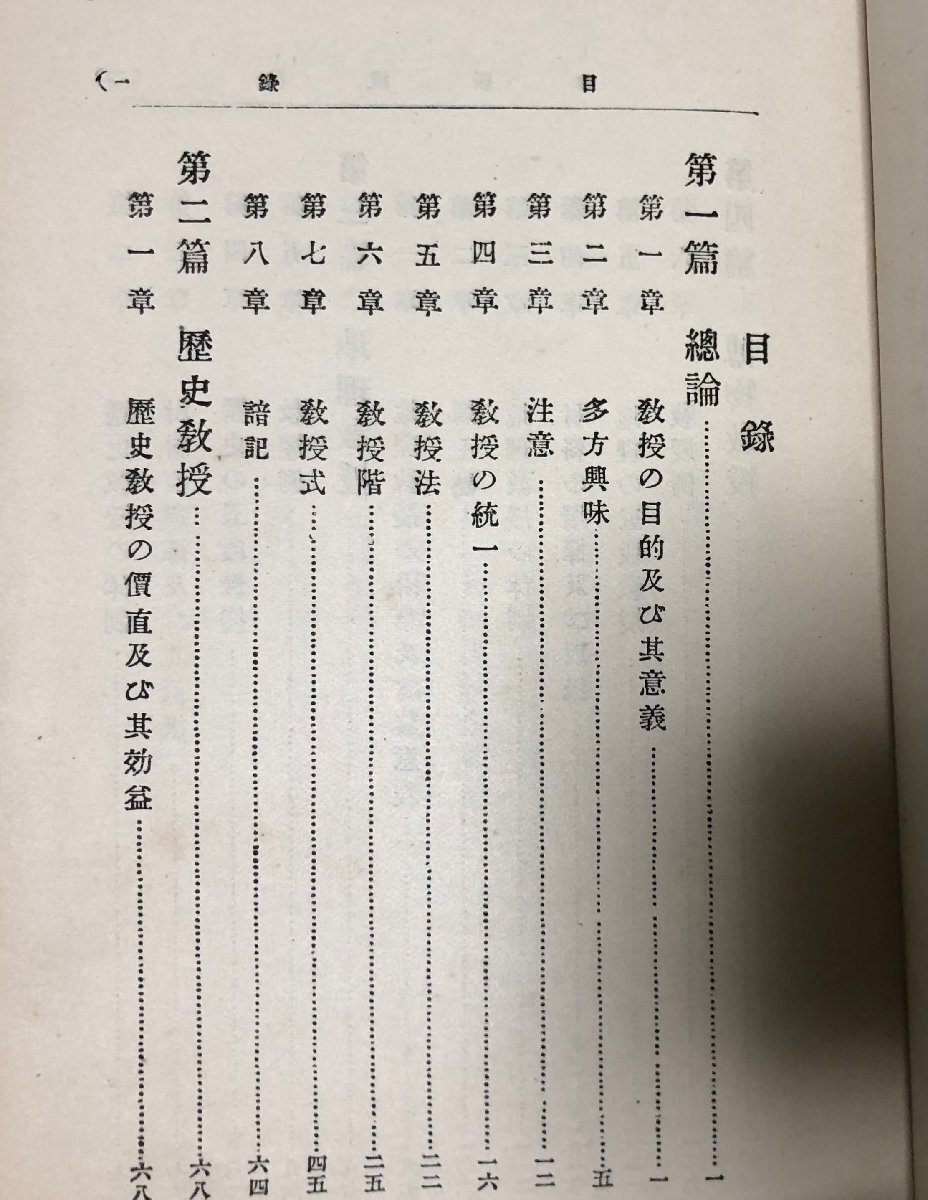 目錄 (一
目錄
第一篇 總論……一
第一章 敎授の目的及び其意義……一
第二章 多方興味……五
第三章 注意……一二
第四章 敎授の統一……一六
第五章 敎授法……二二
第六章 敎授階……二五
第七章 敎授式……四五
第八章 諳記……六四
第二篇 歷史敎授……六八
第一章 歷史敎授の價直及び其効益……六八